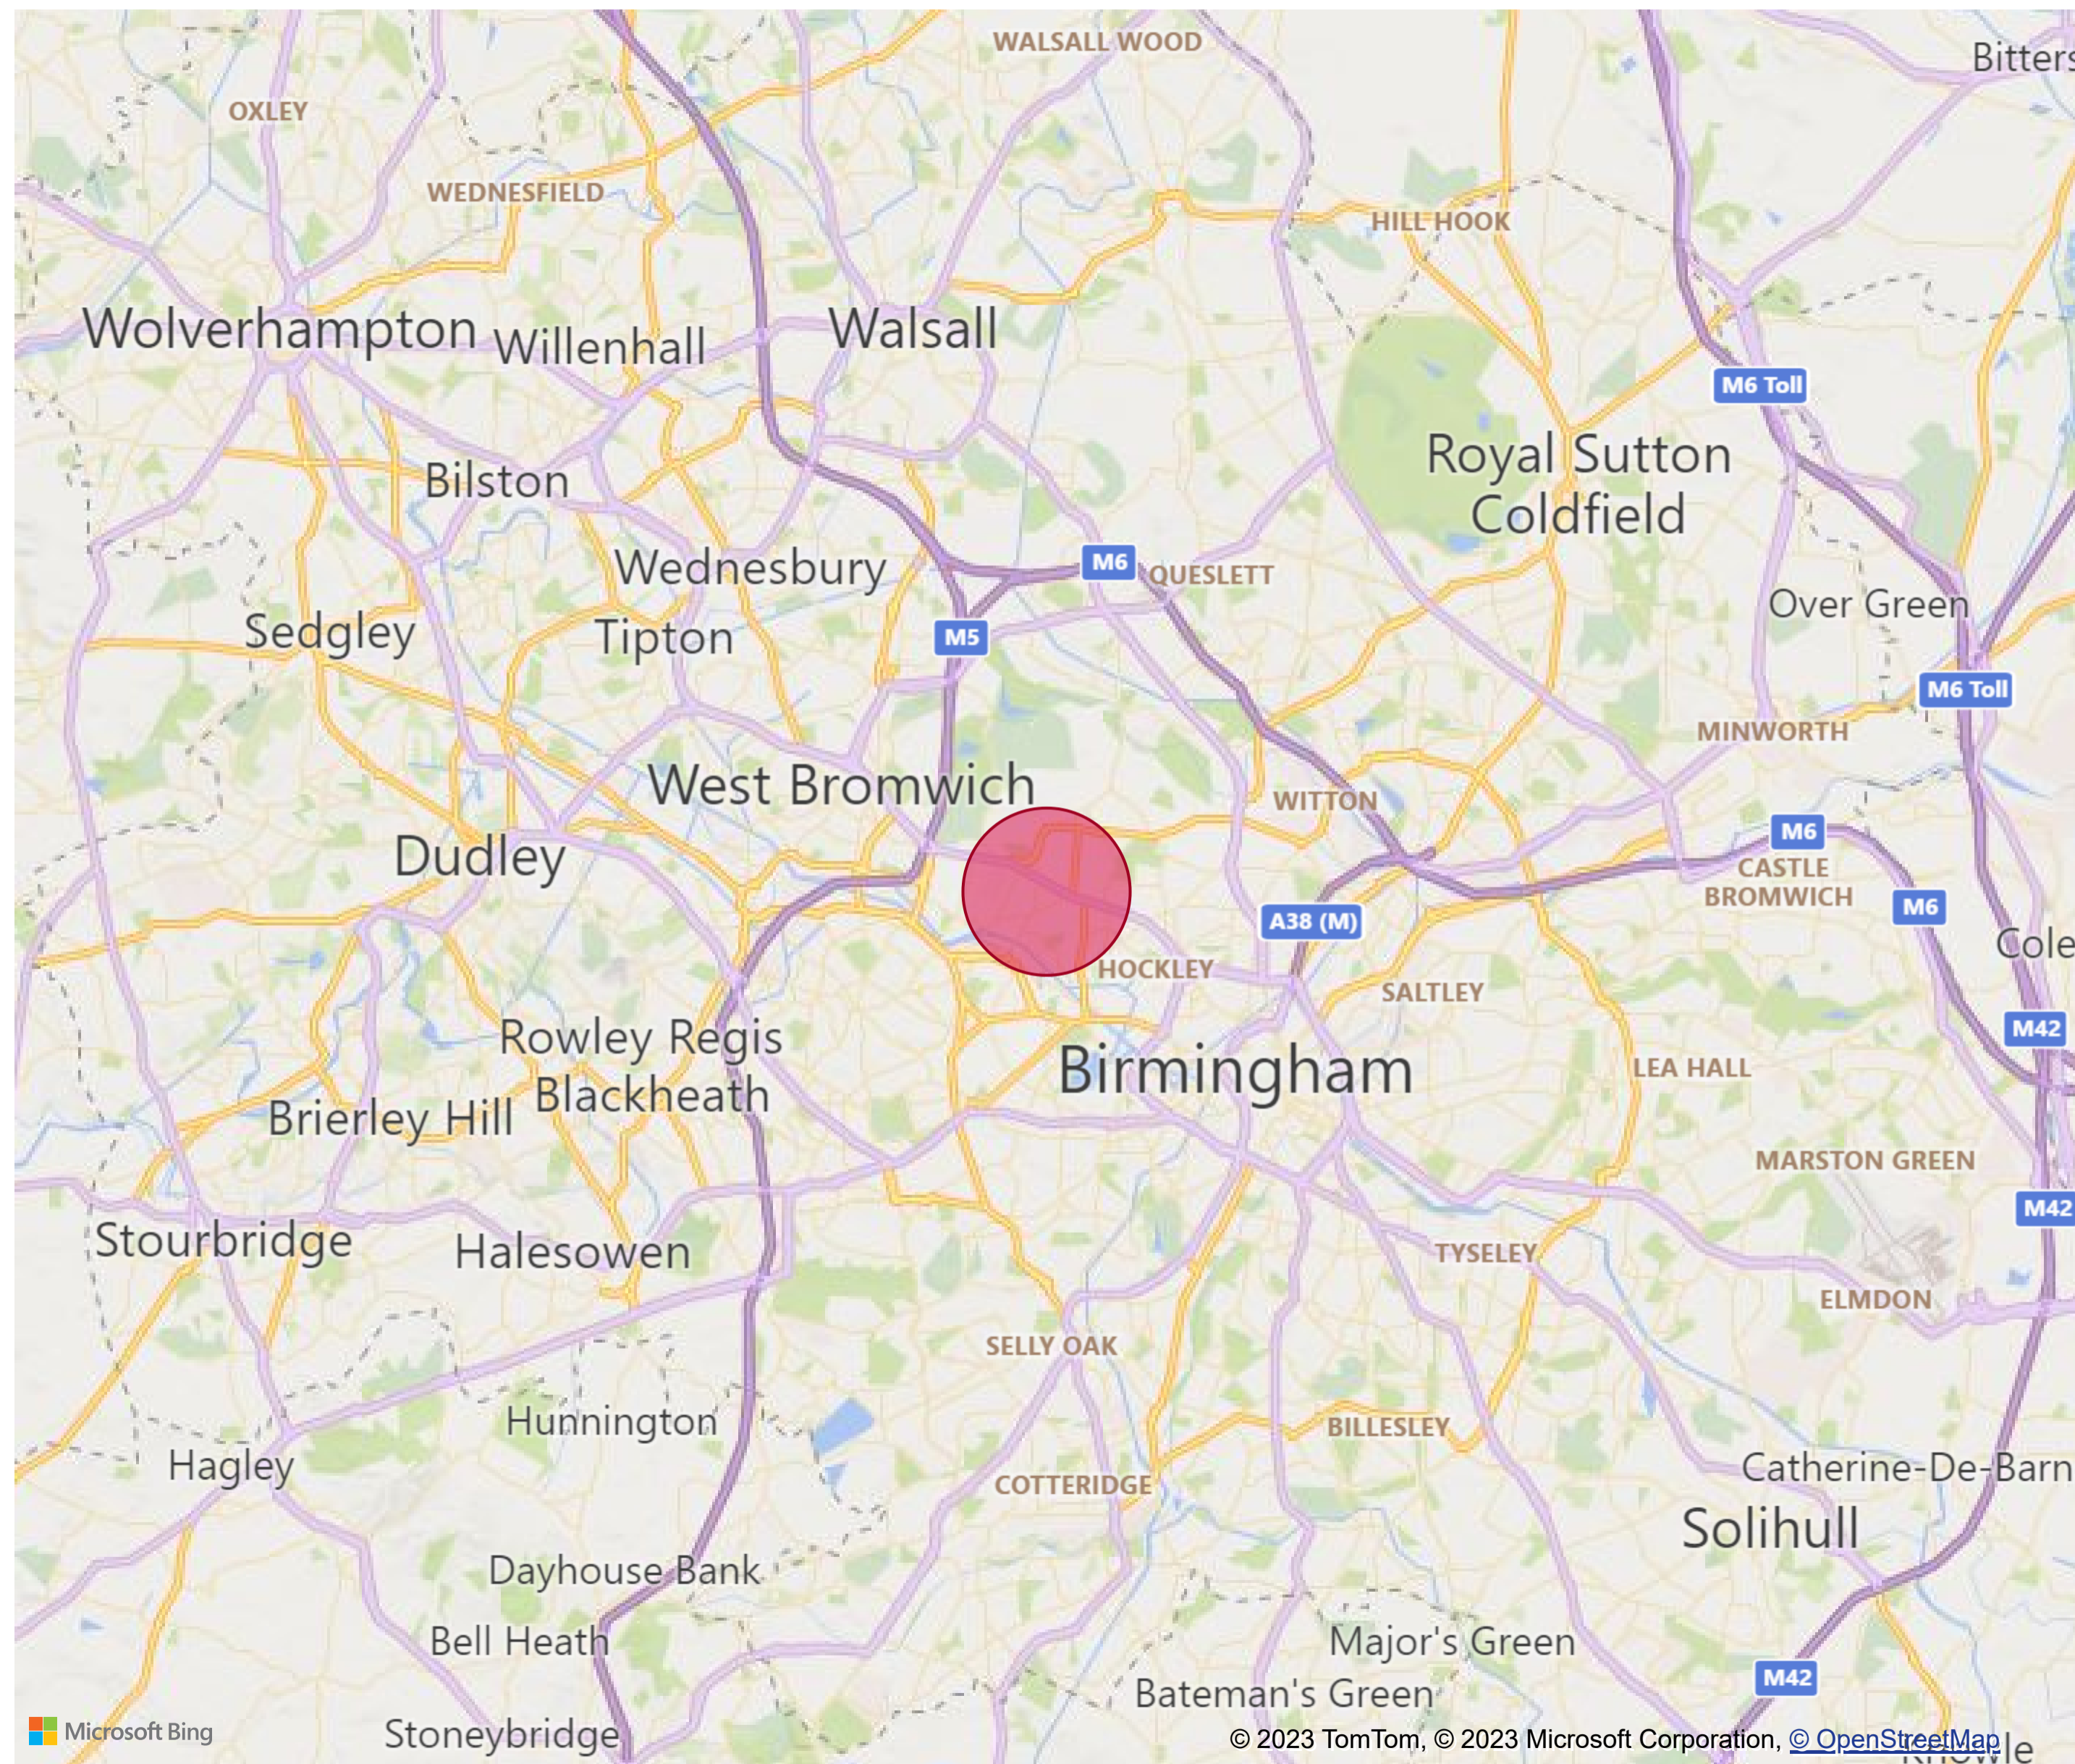 WALSALL WOOD
OXLEY
WEDNESFIELD
HILL HOOK
Wolverhampton
Willenhall
Walsall
M6 Toll
Royal Sutton
Coldfield
Bilston
Wednesbury
M6
QUESLETT
Over Green
Sedgley
Tipton
M5
M6 Toll
MINWORTH
West Bromwich
WITTON
M6
Dudley
CASTLE
BROMWICH
M6
A38 (M)
Cole
HOCKLEY
SALTLEY
M42
Rowley Regis
Birmingham
LEA HALL
Blackheath
Brierley Hill
MARSTON GREEN
M42
Stourbridge
Halesowen
TYSELEY
ELMDON
SELLY OAK
Hunnington
BILLESLEY
Hagley
Catherine-De-Barn
COTTERIDGE
Solihull
Dayhouse Bank
Bell Heath
Major's Green
M42
Bateman's Green
Microsoft Bing
Stoneybridge
© 2023 TomTom, © 2023 Microsoft Corporation, © OpenStreetMap
Bitters